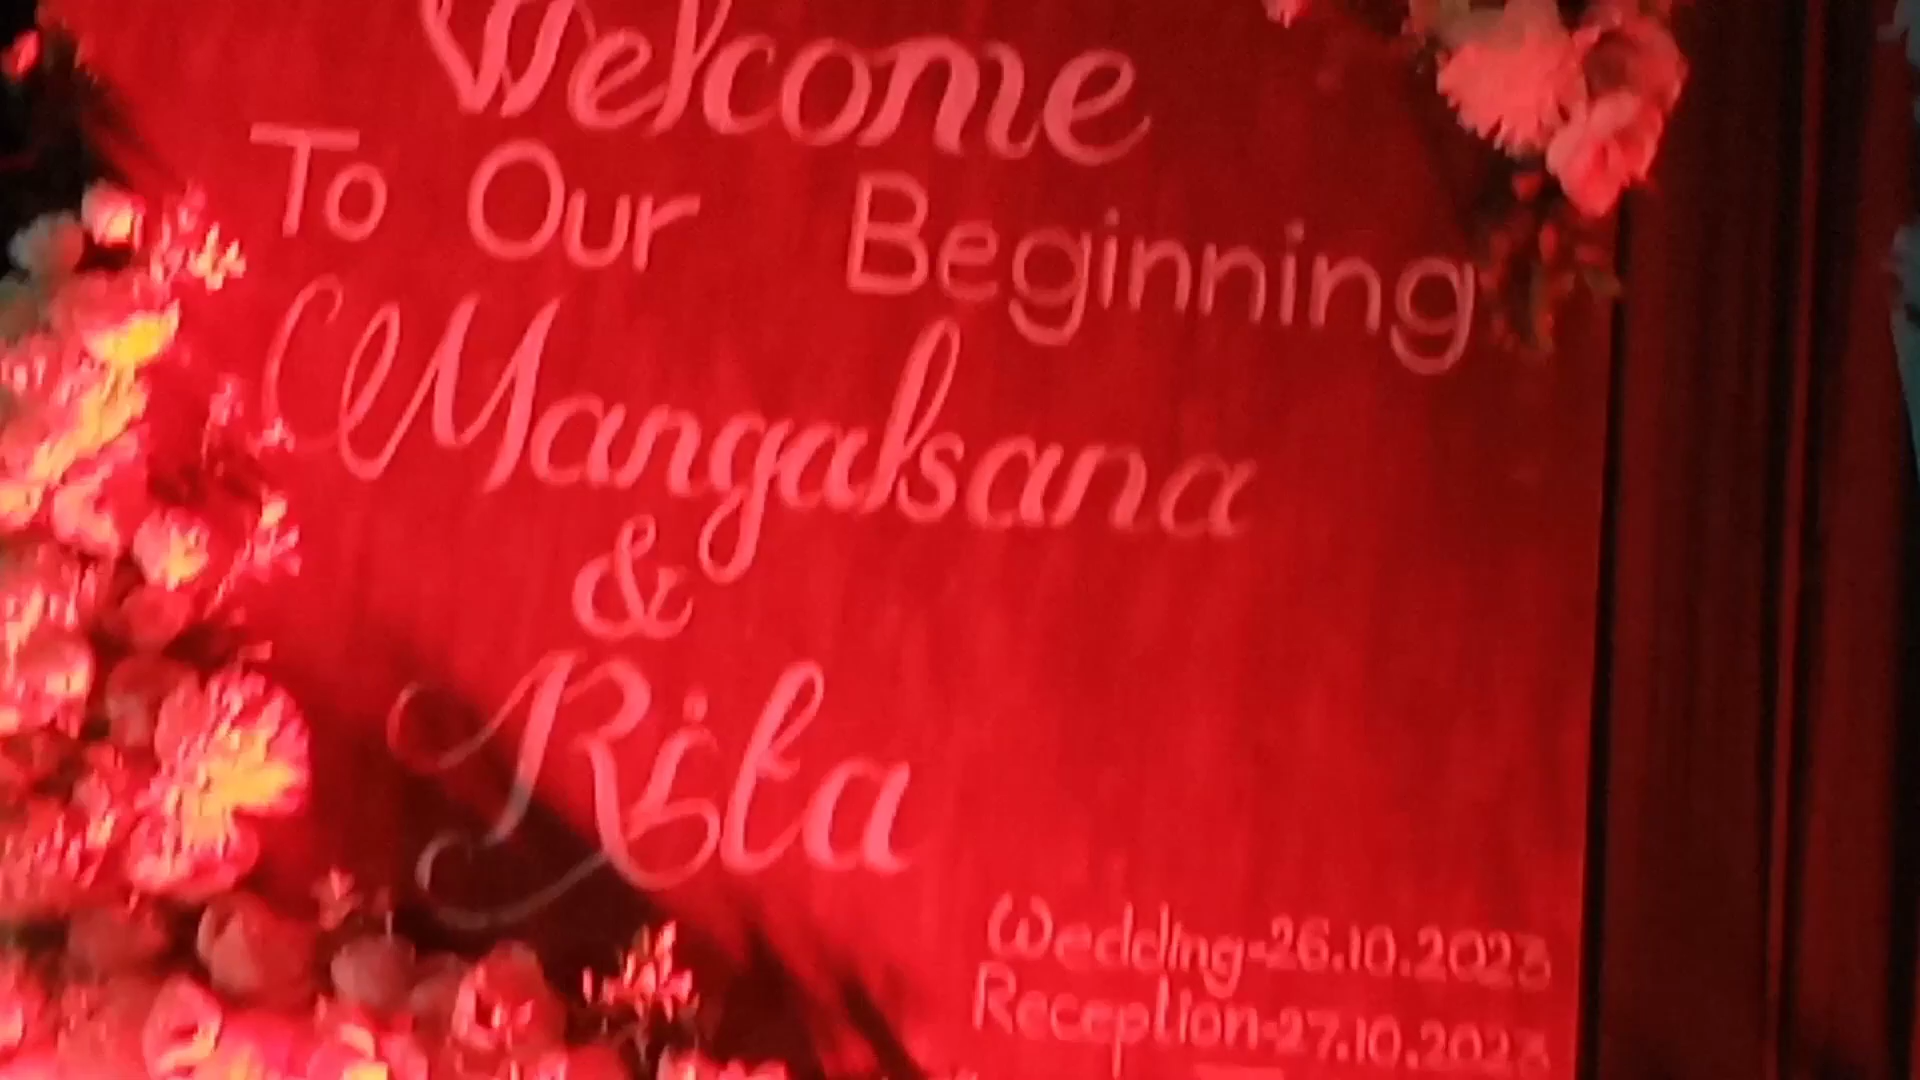 Welcome
To Our Beginning
Mangalsana
&
Rita
Wedding-26.10.2023
Reception-27.10.2023